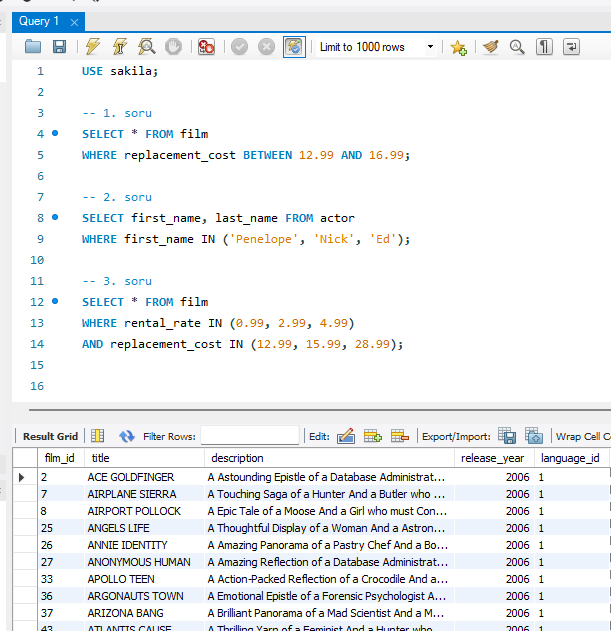 Query 1
Limit to 1000 rows
1 USE sakila;
2
3 -- 1. soru
4 SELECT * FROM film
5 WHERE replacement_cost BETWEEN 12.99 AND 16.99;
6
7 -- 2. soru
8 SELECT first_name, last_name FROM actor
9 WHERE first_name IN ('Penelope', 'Nick', 'Ed');
10
11 -- 3. soru
12 SELECT * FROM film
13 WHERE rental_rate IN (0.99, 2.99, 4.99)
14 AND replacement_cost IN (12.99, 15.99, 28.99);
15
16
Result Grid Filter Rows: Edit: Export/Import: Wrap Cell C
film_id title description release_year language_id
2 ACE GOLDFINGER A Astounding Epistle of a Database Administrat... 2006 1
7 AIRPLANE SIERRA A Touching Saga of a Hunter And a Butler who ... 2006 1
8 AIRPORT POLLOCK A Epic Tale of a Moose And a Girl who must Con... 2006 1
25 ANGELS LIFE A Thoughtful Display of a Woman And a Astron... 2006 1
26 ANNIE IDENTITY A Amazing Panorama of a Pastry Chef And a Bo... 2006 1
27 ANONYMOUS HUMAN A Amazing Reflection of a Database Administrat... 2006 1
33 APOLLO TEEN A Action-Packed Reflection of a Crocodile And a... 2006 1
36 ARGONAUTS TOWN A Emotional Epistle of a Forensic Psychologist A... 2006 1
37 ARIZONA BANG A Brilliant Panorama of a Mad Scientist And a M... 2006 1
43 ATLANTIS CAUSE A Thrilling Yarn of a Feminist And a Hunter who ... 2006 1